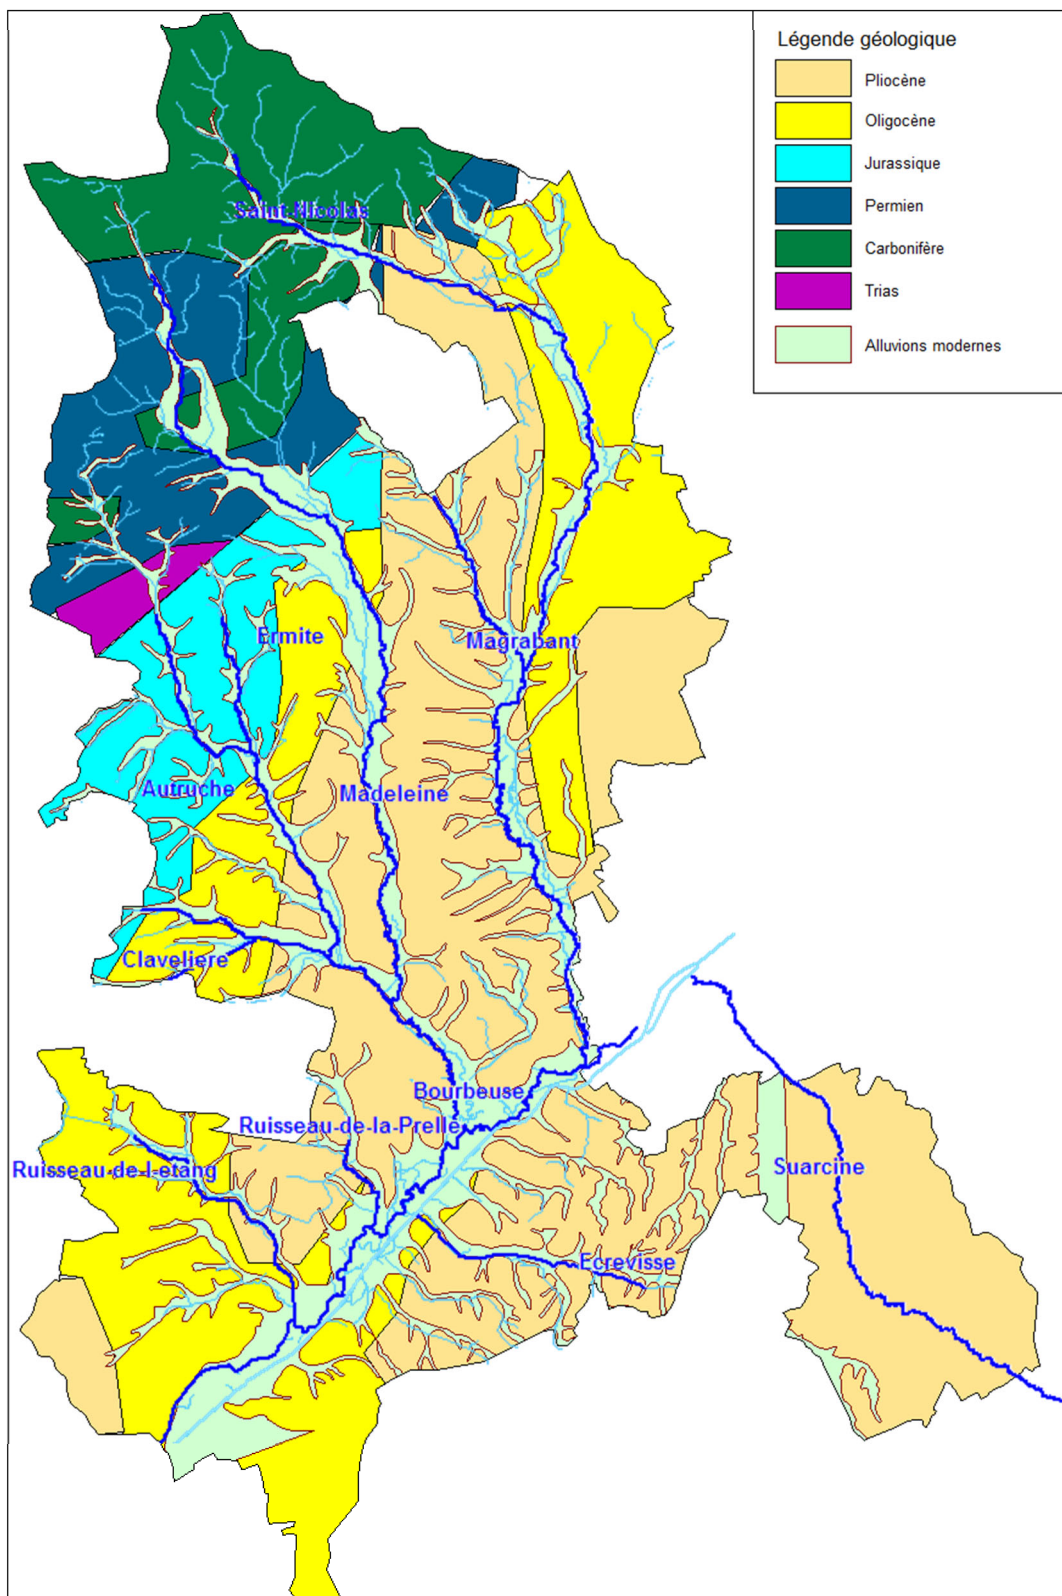 Légende géologique
Pliocène
Oligocène
Jurassique
Permien
Carbonifère
Trias
Alluvions modernes
Saint-Nicolas
Ermite
Magrabant
Autruche
Madeleine
Claveliere
Bourbeuse
Ruisseau-de-la-Prelle
Ruisseau-de-l-etang
Suarcine
Ecrevisse